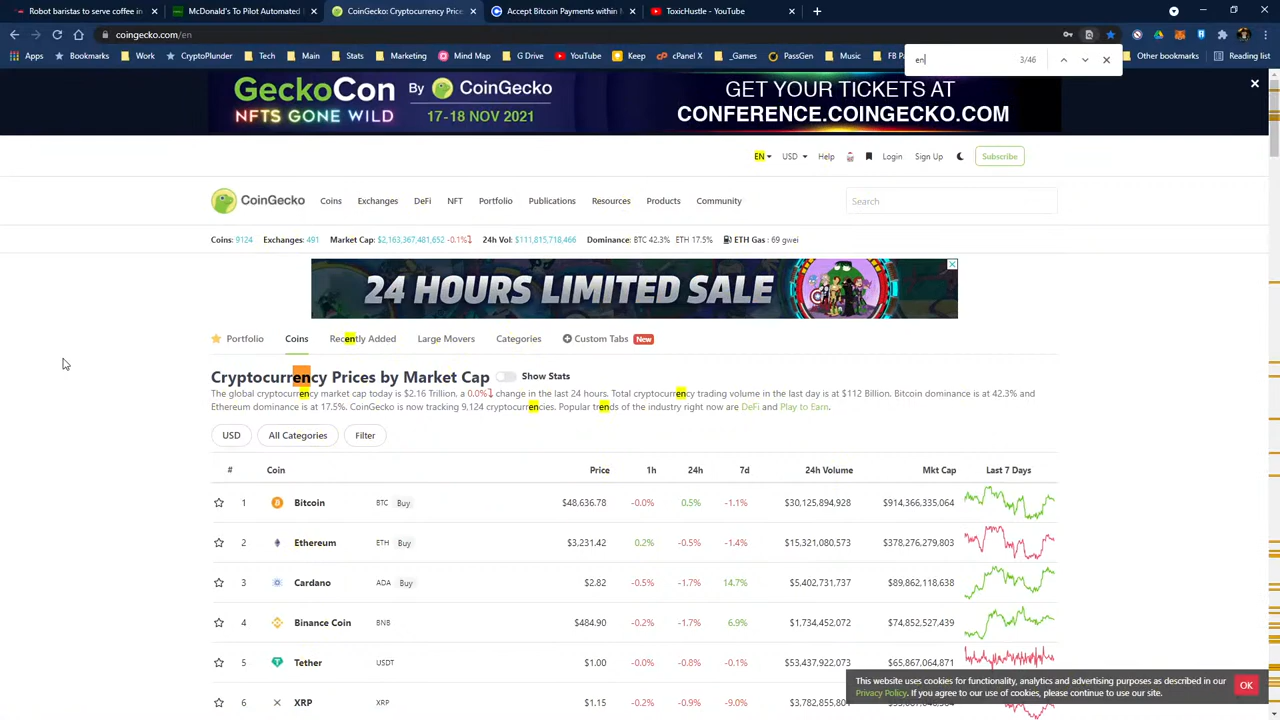 Robot baristas to serve coffee in
McDonald's To Pilot Automated
CoinGecko: Cryptocurrency Price
Accept Bitcoin Payments within
ToxicHustle - YouTube
coingecko.com/en
Apps
Bookmarks
Work
CryptoPlunder
Tech
Main
Stats
Marketing
Mind Map
G Drive
YouTube
Keep
cPanel X
_Games
PassGen
FB
Other bookmarks
Reading list
en
3/46
GeckoCon By CoinGecko
NFTS GONE WILD 17-18 NOV 2021
GET YOUR TICKETS AT
CONFERENCE.COINGECKO.COM
EN USD Help Login Sign Up Subscribe
CoinGecko Coins Exchanges DeFi NFT Portfolio Publications Resources Products Community Search
Coins: 9124 Exchanges: 491 Market Cap: $2,163,367,481,652 -0.1% 24h Vol: $111,815,718,466 Dominance: BTC 42.3% ETH 17.5% ETH Gas: 69 gwei
24 HOURS LIMITED SALE
Portfolio Coins Recently Added Large Movers Categories Custom Tabs New
Cryptocurrency Prices by Market Cap Show Stats
The global cryptocurrency market cap today is $2.16 Trillion, a 0.0% change in the last 24 hours. Total cryptocurrency trading volume in the last day is at $112 Billion. Bitcoin dominance is at 42.3% and
Ethereum dominance is at 17.5%. CoinGecko is now tracking 9,124 cryptocurrencies. Popular trends of the industry right now are DeFi and Play to Earn.
USD All Categories Filter
# Coin Price 1h 24h 7d 24h Volume Mkt Cap Last 7 Days
1 Bitcoin BTC Buy $48,636.78 -0.0% 0.5% -1.1% $30,125,894,928 $914,366,335,064
2 Ethereum ETH Buy $3,231.42 0.2% -0.5% -1.4% $15,321,080,573 $378,276,279,803
3 Cardano ADA Buy $2.82 -0.5% -1.7% 14.7% $5,402,731,737 $89,862,118,638
4 Binance Coin BNB $484.90 -0.2% -1.7% 6.9% $1,734,452,072 $74,852,527,439
5 Tether USDT $1.00 -0.0% -0.8% -0.1% $53,437,922,073 $65,867,064,871
6 XRP XRP $1.15 -0.2% -0.9% -9.0%
This website uses cookies for functionality, analytics and advertising purposes as described in our
Privacy Policy. If you agree to our use of cookies, please continue to use our site.
OK